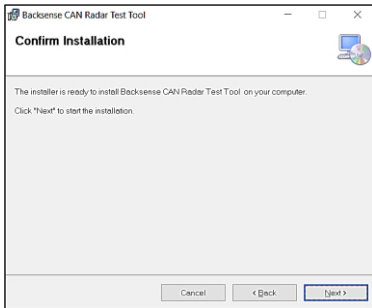 Backsense CAN Radar Test Tool
Confirm Installation
The installer is ready to install Backsense CAN Radar Test Tool on your computer.
Click "Next" to start the installation.
Cancel
< Back
Next >